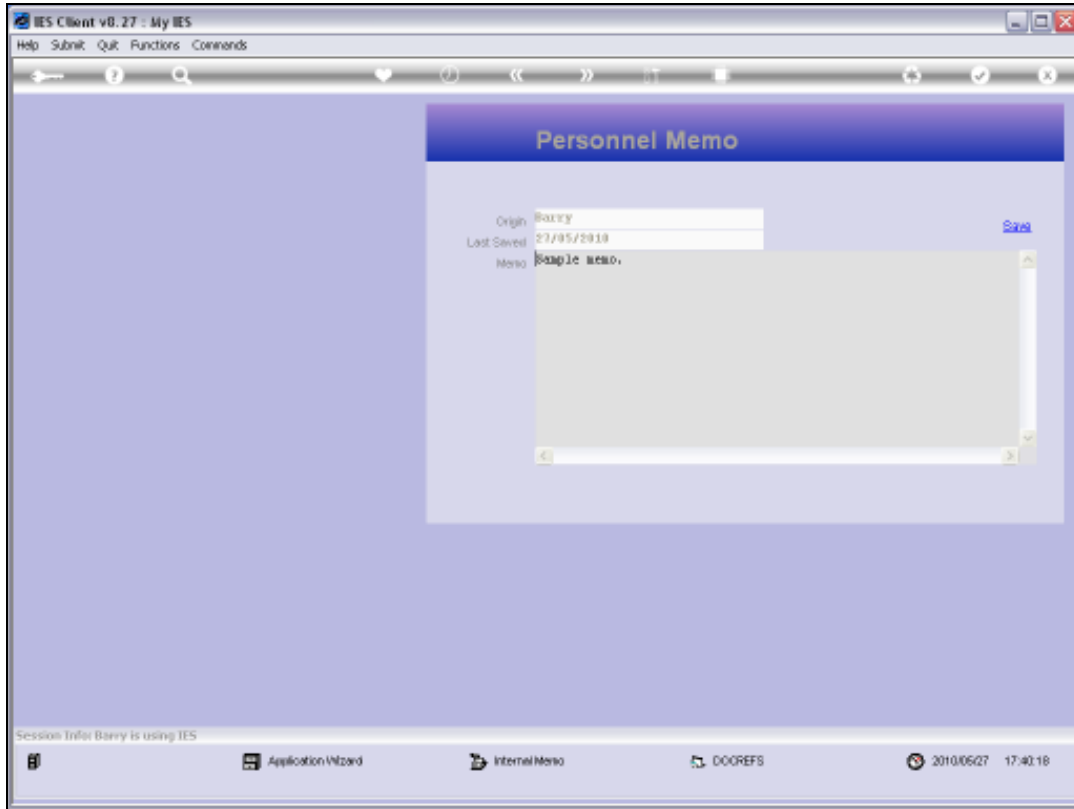 IES Client v8.27 : My IES
Help Submit Quit Functions Commands
Personnel Memo
Origin Barry
Save
Last Saved 27/05/2010
Memo Sample memo.
Session Info: Barry is using IES
Application Wizard Internal Memo DOCREFS 2010/05/27 17:40:18